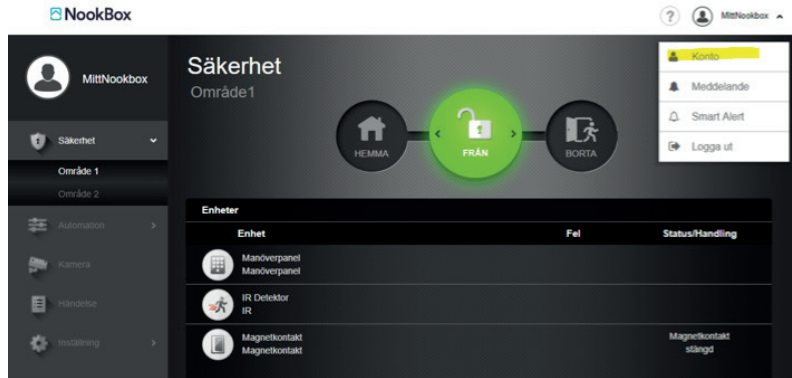 NookBox
?
MittNookbox
MittNookbox
Säkerhet
Område 1
Område 2
Automation
Kamera
Händelse
Inställning
Säkerhet
Område1
HEMMA
FRÅN
BORTA
Konto
Meddelande
Smart Alert
Logga ut
Enheter
Enhet Fel Status/Handling
Manöverpanel
Manöverpanel
IR Detektor
IR
Magnetkontakt
Magnetkontakt
Magnetkontakt
stängd